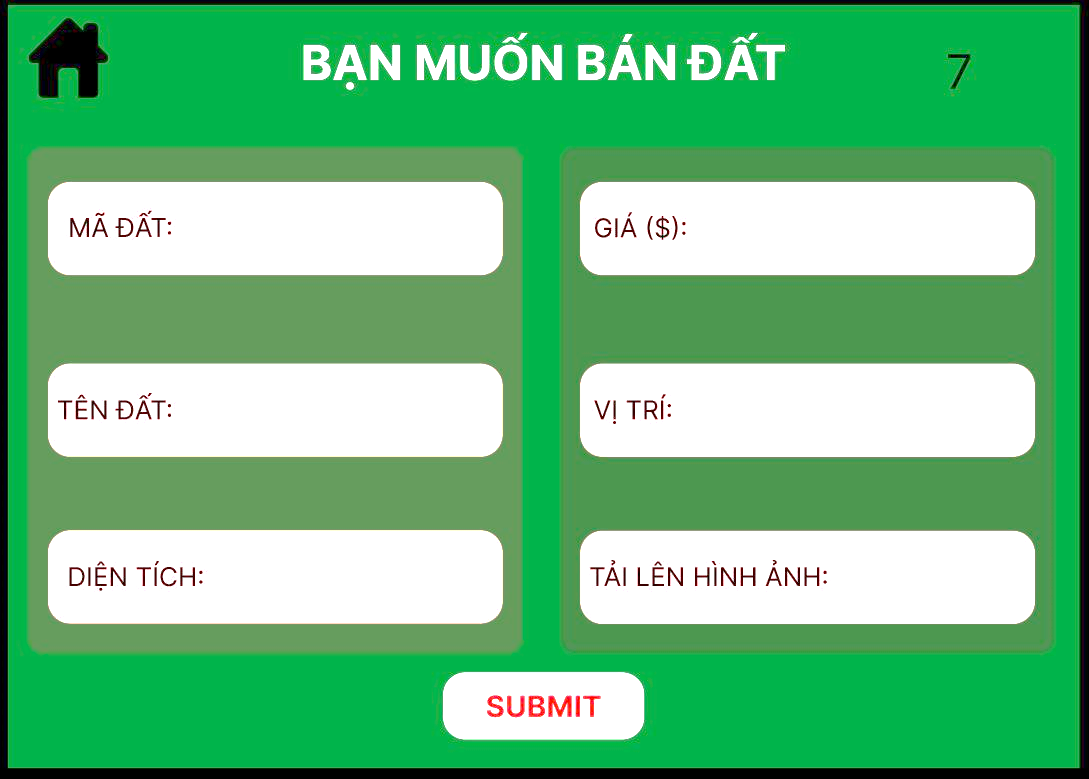 BẠN MUỐN BÁN ĐẤT
7
MÃ ĐẤT:
TÊN ĐẤT:
DIỆN TÍCH:
GIÁ ($):
VỊ TRÍ:
TẢI LÊN HÌNH ẢNH:
SUBMIT